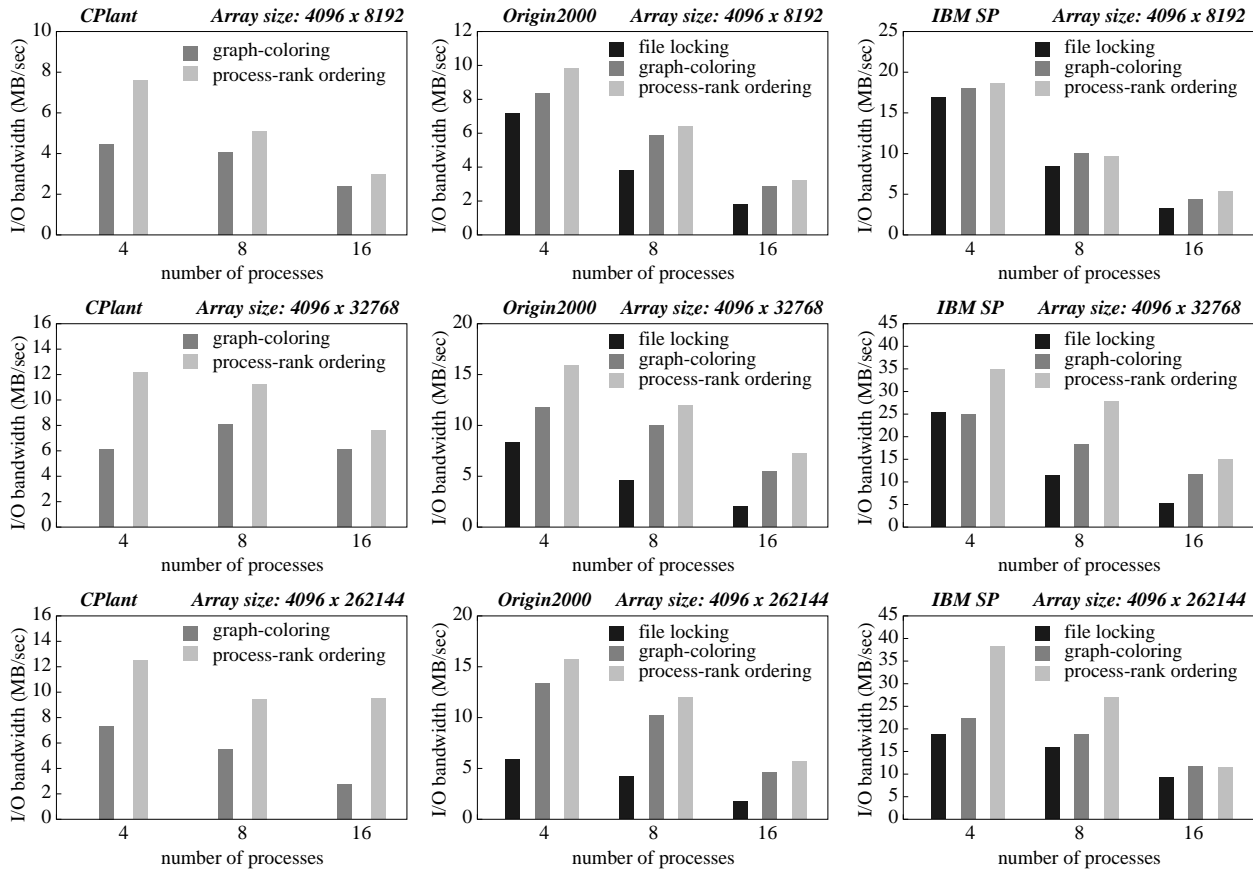 CPlant Array size: 4096 x 8192
10
8
6
4
2
0
I/O bandwidth (MB/sec)
graph-coloring
process-rank ordering
4 8 16
number of processes
Origin2000 Array size: 4096 x 8192
12
10
8
6
4
2
0
I/O bandwidth (MB/sec)
file locking
graph-coloring
process-rank ordering
4 8 16
number of processes
IBM SP Array size: 4096 x 8192
25
20
15
10
5
0
I/O bandwidth (MB/sec)
file locking
graph-coloring
process-rank ordering
4 8 16
number of processes
CPlant Array size: 4096 x 32768
16
14
12
10
8
6
4
2
0
I/O bandwidth (MB/sec)
graph-coloring
process-rank ordering
4 8 16
number of processes
Origin2000 Array size: 4096 x 32768
20
15
10
5
0
I/O bandwidth (MB/sec)
file locking
graph-coloring
process-rank ordering
4 8 16
number of processes
IBM SP Array size: 4096 x 32768
45
40
35
30
25
20
15
10
5
0
I/O bandwidth (MB/sec)
file locking
graph-coloring
process-rank ordering
4 8 16
number of processes
CPlant Array size: 4096 x 262144
16
14
12
10
8
6
4
2
0
I/O bandwidth (MB/sec)
graph-coloring
process-rank ordering
4 8 16
number of processes
Origin2000 Array size: 4096 x 262144
20
15
10
5
0
I/O bandwidth (MB/sec)
file locking
graph-coloring
process-rank ordering
4 8 16
number of processes
IBM SP Array size: 4096 x 262144
45
40
35
30
25
20
15
10
5
0
I/O bandwidth (MB/sec)
file locking
graph-coloring
process-rank ordering
4 8 16
number of processes